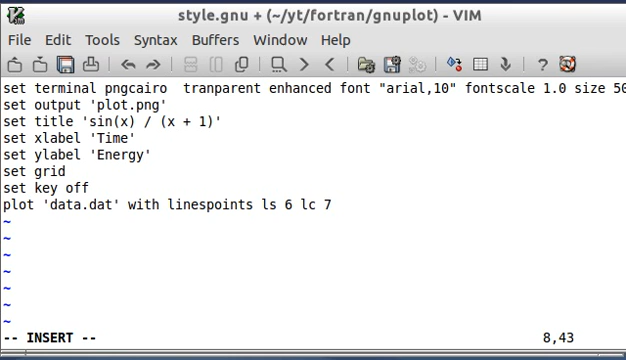 style.gnu + (~/yt/fortran/gnuplot) - VIM
File Edit Tools Syntax Buffers Window Help
set terminal pngcairo  tranparent enhanced font "arial,10" fontscale 1.0 size 50
set output 'plot.png'
set title 'sin(x) / (x + 1)'
set xlabel 'Time'
set ylabel 'Energy'
set grid
set key off
plot 'data.dat' with linespoints ls 6 lc 7
~
~
~
~
~
~
~
-- INSERT -- 8,43